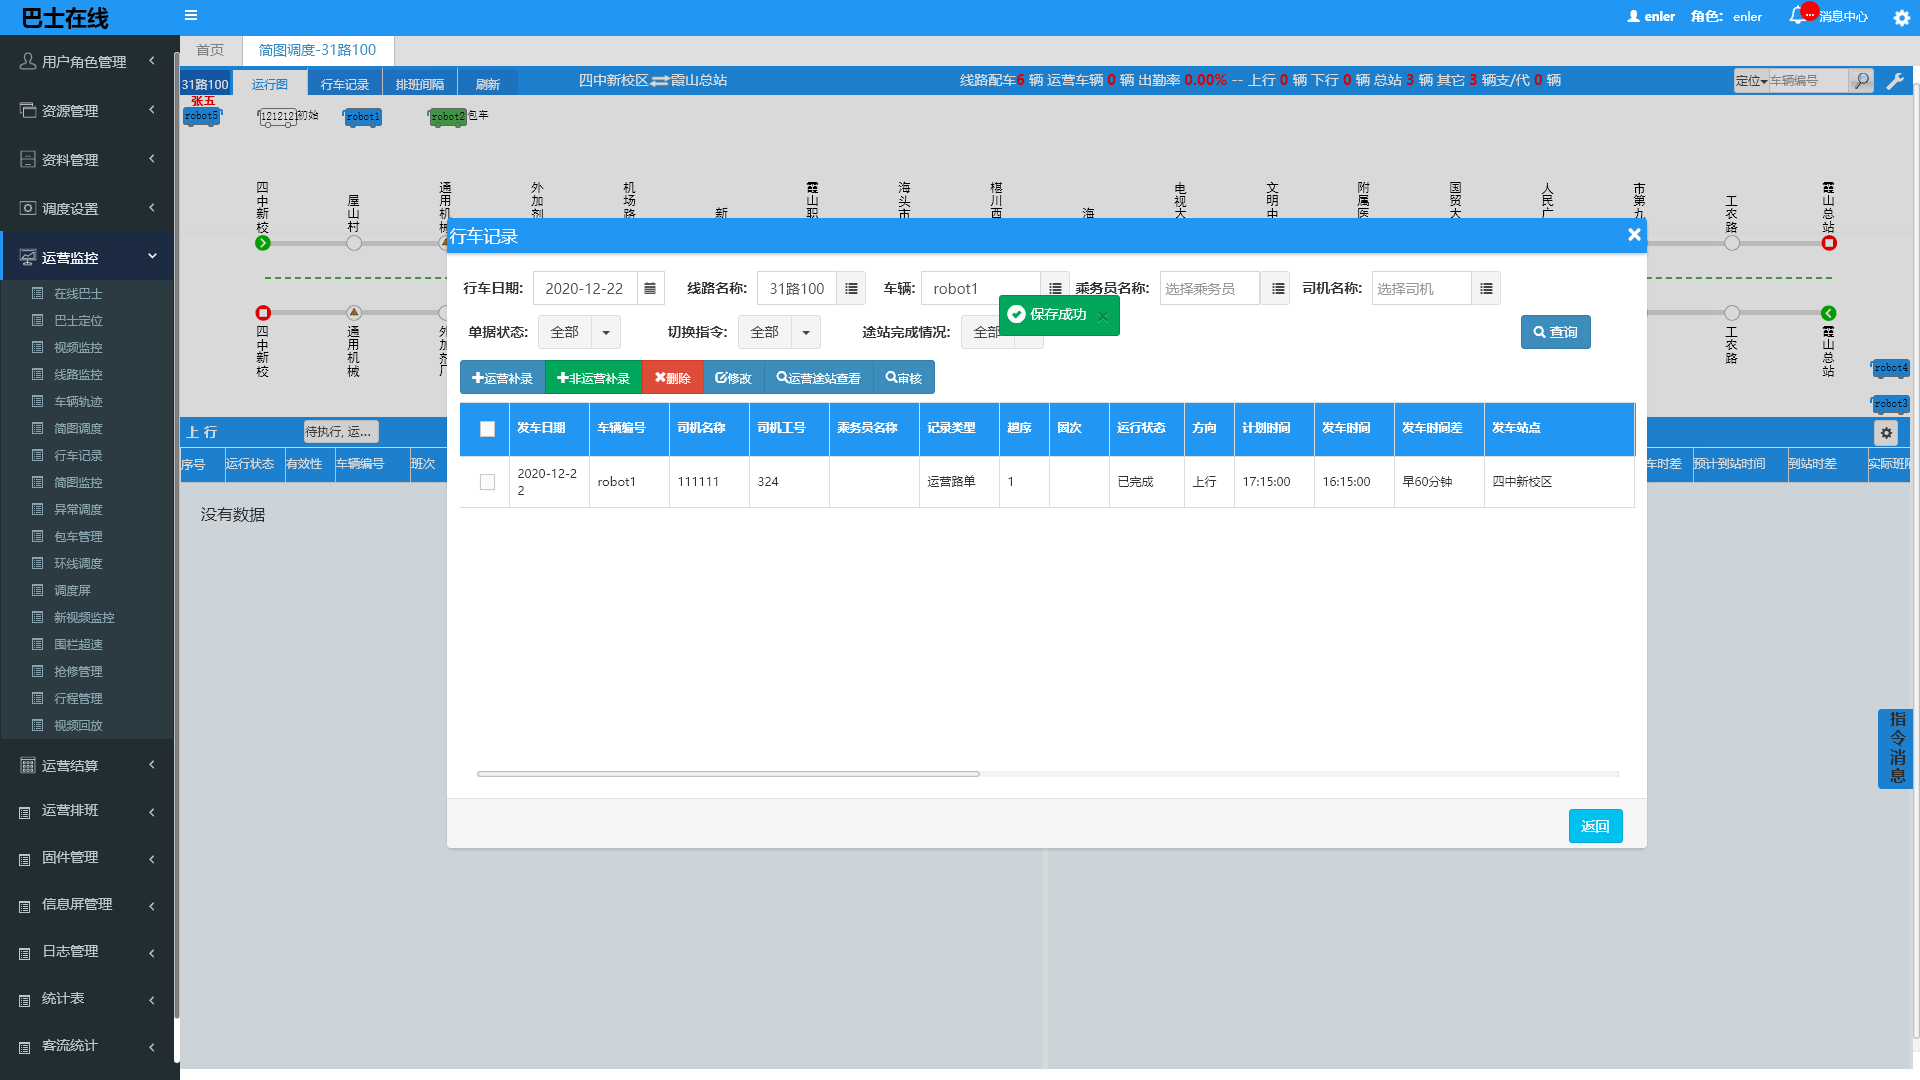 巴士在线
enler 角色: enler ... 消息中心
用户角色管理
资源管理
资料管理
调度设置
运营监控
在线巴士
巴士定位
视频监控
线路监控
车辆轨迹
简图调度
行车记录
简图监控
异常调度
包车管理
环线调度
调度屏
新视频监控
围栏超速
抢修管理
行程管理
视频回放
运营结算
运营排班
固件管理
信息屏管理
日志管理
统计表
客流统计
首页 简图调度-31路100
31路100 运行图 行车记录 排班间隔 刷新 四中新校区⇌霞山总站 线路配车6 辆 运营车辆 0 辆 出勤率 0.00% -- 上行 0 辆 下行 0 辆 总站 3 辆 其它 3 辆支/代 0 辆 定位 车辆编号
张五
robot5 121212初始 robot1 robot2 包车
四中新校
屋山村
通用机械
外加剂
机场路
新
霞山职
海头市
椹川西
海
电视大
文明中
附属医
国贸大
人民广
市第九
工农路
霞山总站
四中新校
通用机械
外加剂厂
工农路
霞山总站
robot4
robot3
上 行 待执行, 运...
序号 运行状态 有效性 车辆编号 班次
车时差 预计到站时间 到站时差 实际班
没有数据
指令消息
行车记录
行车日期: 2020-12-22 线路名称: 31路100 车辆: robot1 乘务员名称: 选择乘务员 司机名称: 选择司机
保存成功
单据状态: 全部 切换指令: 全部 途站完成情况: 全部 查询
运营补录 非运营补录 删除 修改 运营途站查看 审核
发车日期 车辆编号 司机名称 司机工号 乘务员名称 记录类型 趟序 圈次 运行状态 方向 计划时间 发车时间 发车时间差 发车站点
2020-12-22 robot1 111111 324 运营路单 1 已完成 上行 17:15:00 16:15:00 早60分钟 四中新校区
返回